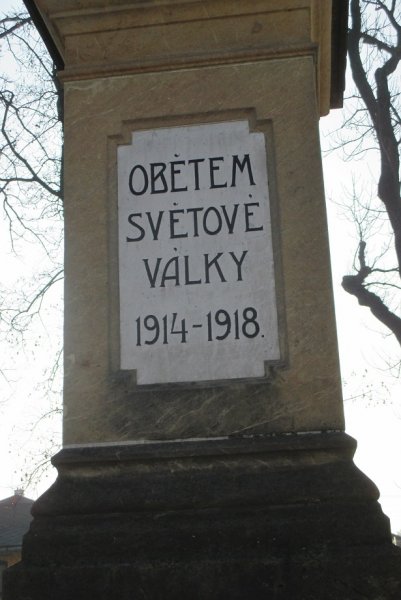 OBĚTEM
SVĚTOVÉ
VÁLKY
1914-1918.